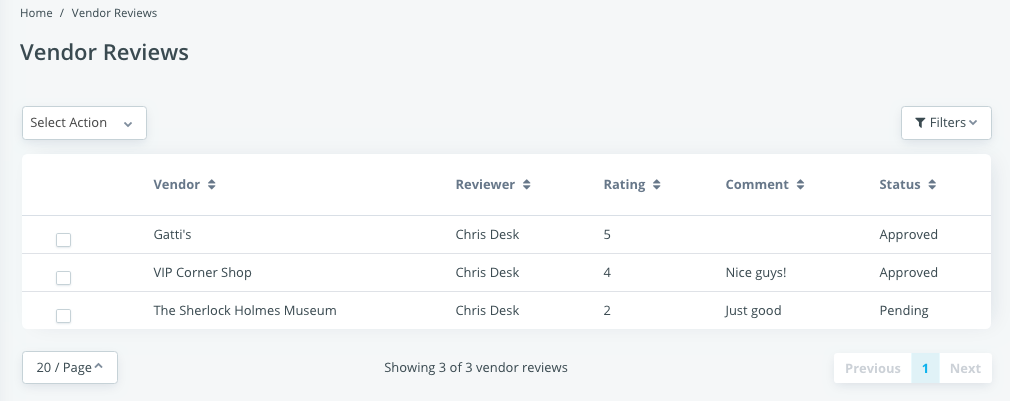 Home / Vendor Reviews
Vendor Reviews
Select Action
Filters
Vendor Reviewer Rating Comment Status
Gatti's Chris Desk 5 Approved
VIP Corner Shop Chris Desk 4 Nice guys! Approved
The Sherlock Holmes Museum Chris Desk 2 Just good Pending
20 / Page Showing 3 of 3 vendor reviews Previous 1 Next